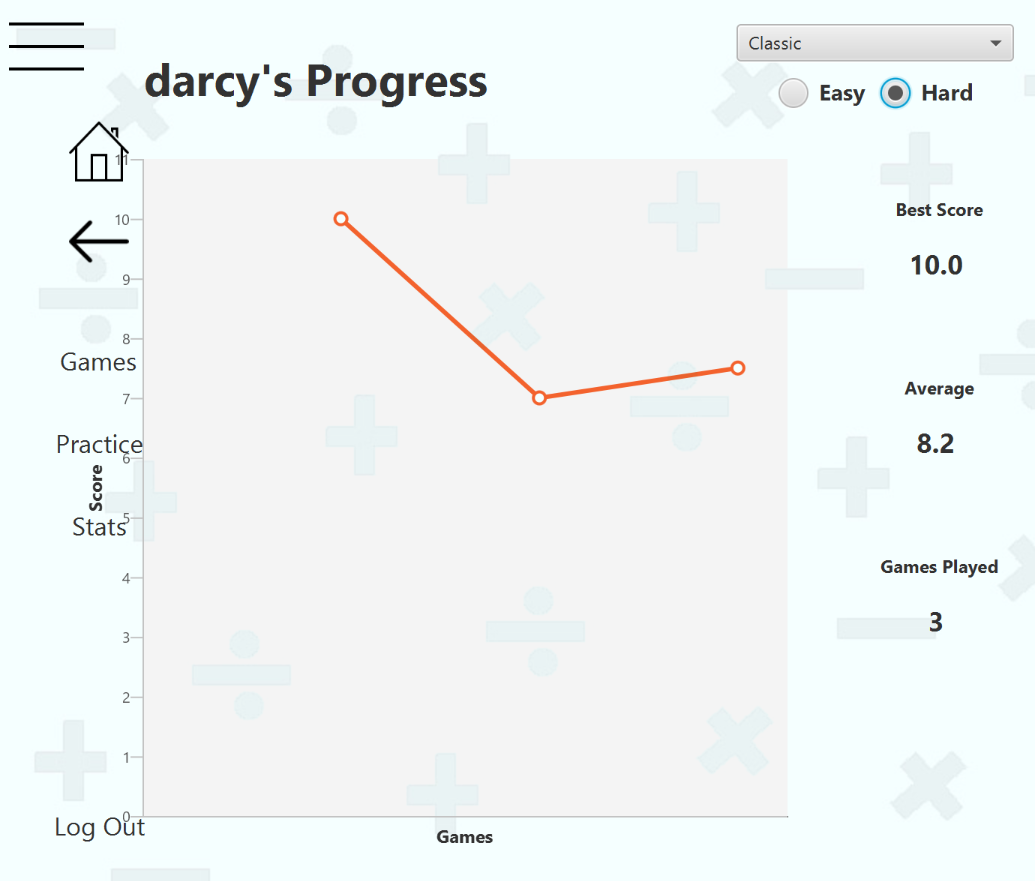 Classic
darcy's Progress
Easy
Hard
11
10
9
8
7
6
5
4
3
2
1
0
Score
Games
Games
Practice
Stats
Log Out
Best Score
10.0
Average
8.2
Games Played
3